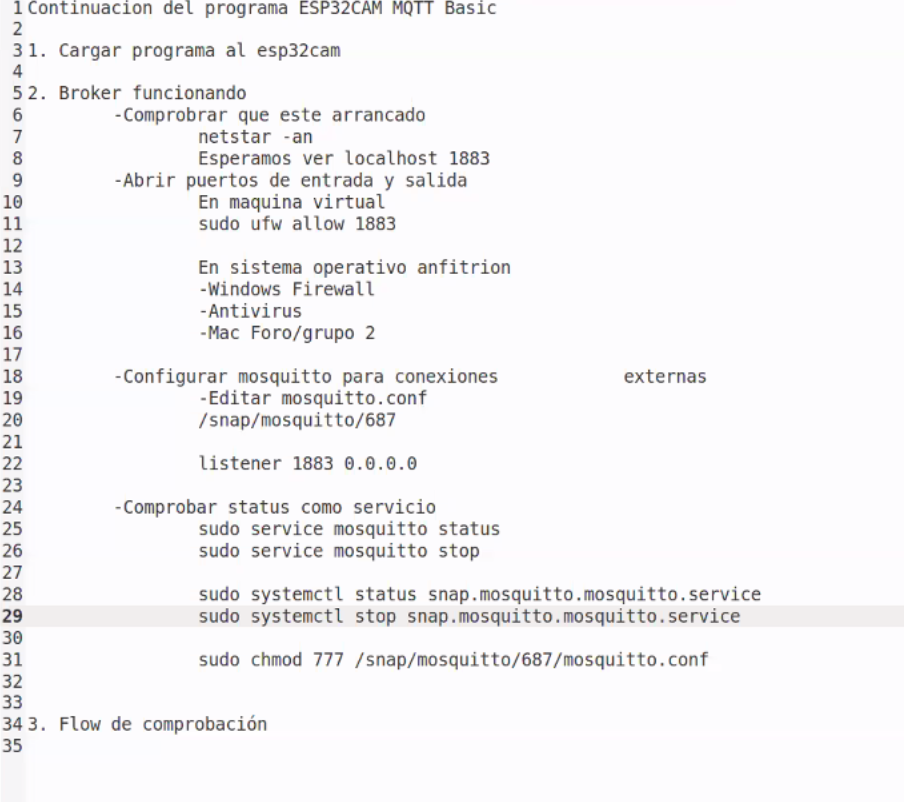 1 Continuacion del programa ESP32CAM MQTT Basic
2
3 1. Cargar programa al esp32cam
4
5 2. Broker funcionando
6 -Comprobrar que este arrancado
7 netstar -an
8 Esperamos ver localhost 1883
9 -Abrir puertos de entrada y salida
10 En maquina virtual
11 sudo ufw allow 1883
12
13 En sistema operativo anfitrion
14 -Windows Firewall
15 -Antivirus
16 -Mac Foro/grupo 2
17
18 -Configurar mosquitto para conexiones externas
19 -Editar mosquitto.conf
20 /snap/mosquitto/687
21
22 listener 1883 0.0.0.0
23
24 -Comprobar status como servicio
25 sudo service mosquitto status
26 sudo service mosquitto stop
27
28 sudo systemctl status snap.mosquitto.mosquitto.service
29 sudo systemctl stop snap.mosquitto.mosquitto.service
30
31 sudo chmod 777 /snap/mosquitto/687/mosquitto.conf
32
33
34 3. Flow de comprobación
35